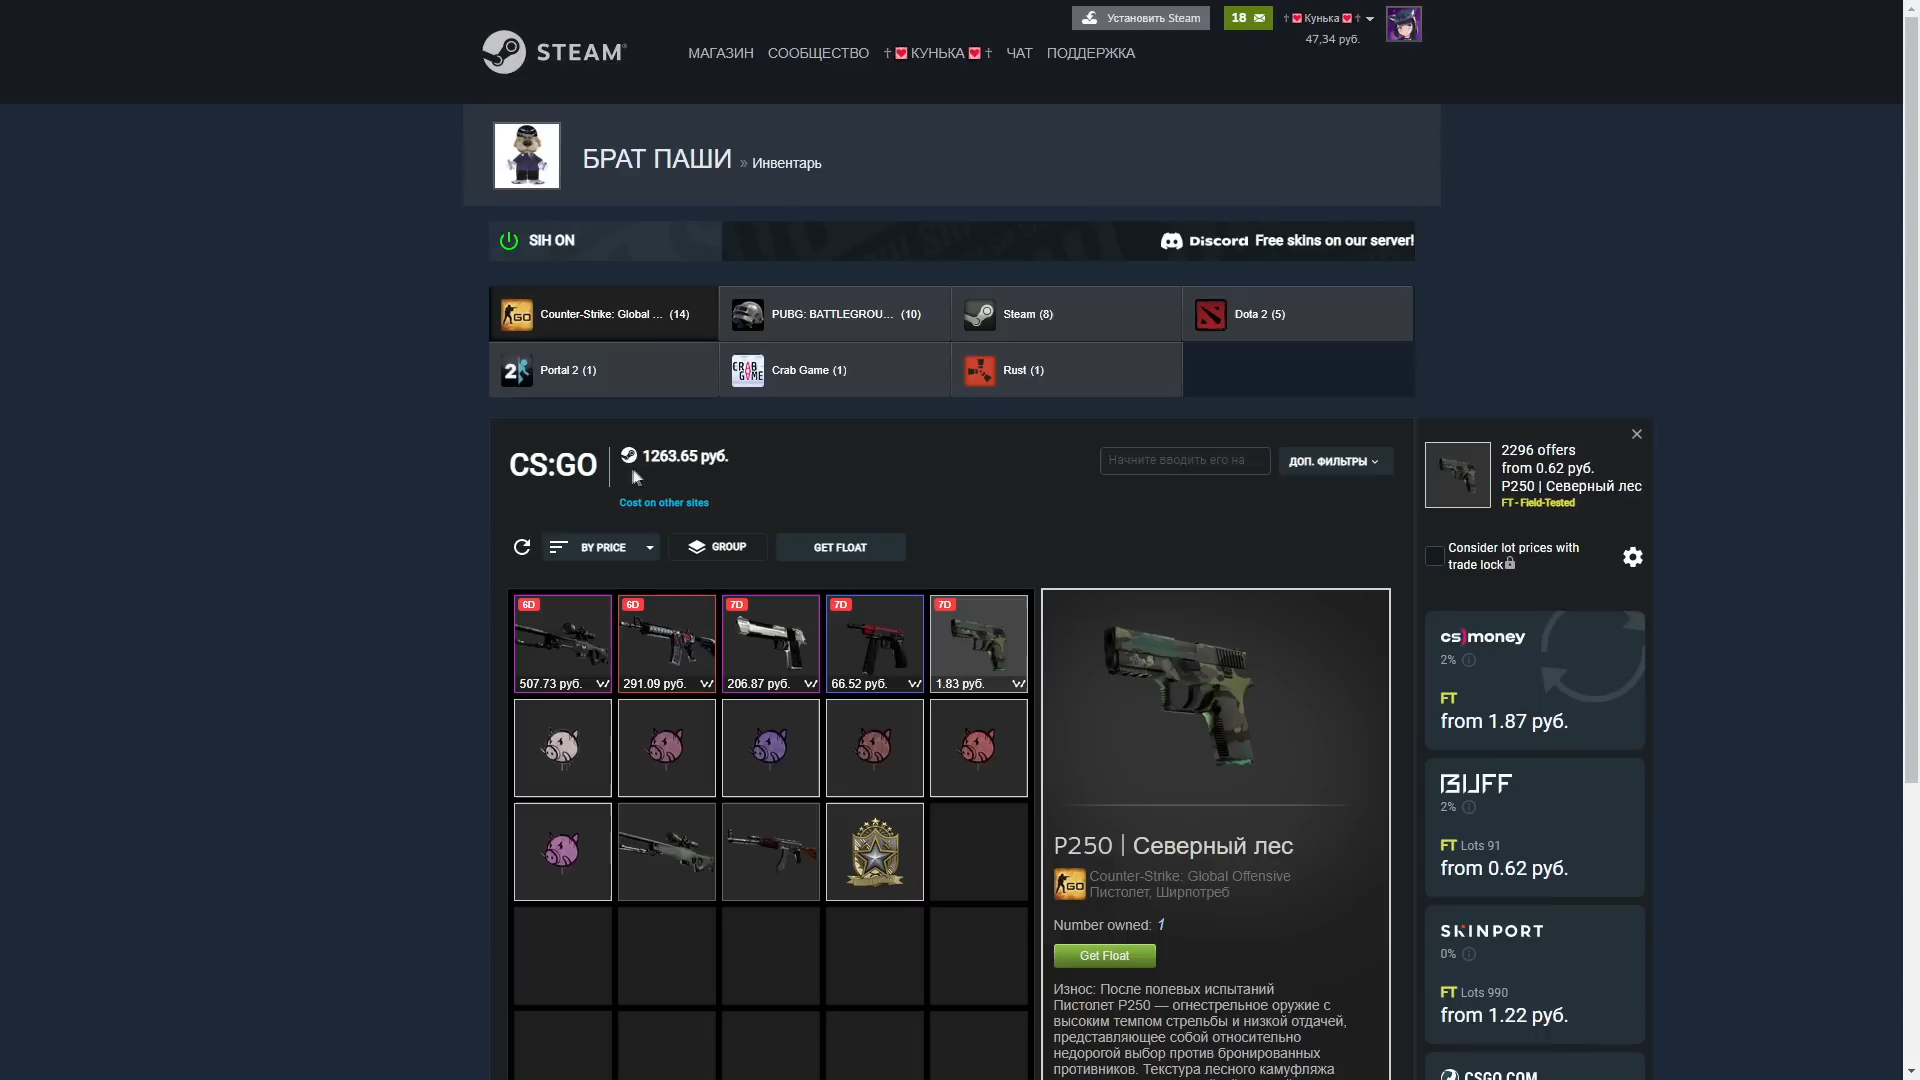 Установить Steam
18
† Кунька †
47,34 руб.
STEAM®
МАГАЗИН СООБЩЕСТВО † КУНЬКА † ЧАТ ПОДДЕРЖКА
БРАТ ПАШИ » Инвентарь
SIH ON
Discord Free skins on our server!
Counter-Strike: Global ... (14)
PUBG: BATTLEGROU... (10)
Steam (8)
Dota 2 (5)
Portal 2 (1)
CRAB GAME
Crab Game (1)
Rust (1)
CS:GO
1263.65 руб.
Cost on other sites
Начните вводить его на
ДОП. ФИЛЬТРЫ
BY PRICE
GROUP
GET FLOAT
6D 6D 7D 7D 7D
507.73 руб. 291.09 руб. 206.87 руб. 66.52 руб. 1.83 руб.
P250 | Северный лес
GO
Counter-Strike: Global Offensive
Пистолет, Ширпотреб
Number owned: 1
Get Float
Износ: После полевых испытаний
Пистолет P250 — огнестрельное оружие с
высоким темпом стрельбы и низкой отдачей,
представляющее собой относительно
недорогой выбор против бронированных
противников. Текстура лесного камуфляжа
2296 offers
from 0.62 руб.
P250 | Северный лес
FT - Field-Tested
Consider lot prices with
trade lock
cs money
2%
FT
from 1.87 руб.
BUFF
2%
FT Lots 91
from 0.62 руб.
SKINPORT
0%
FT Lots 990
from 1.22 руб.
CSGO.COM